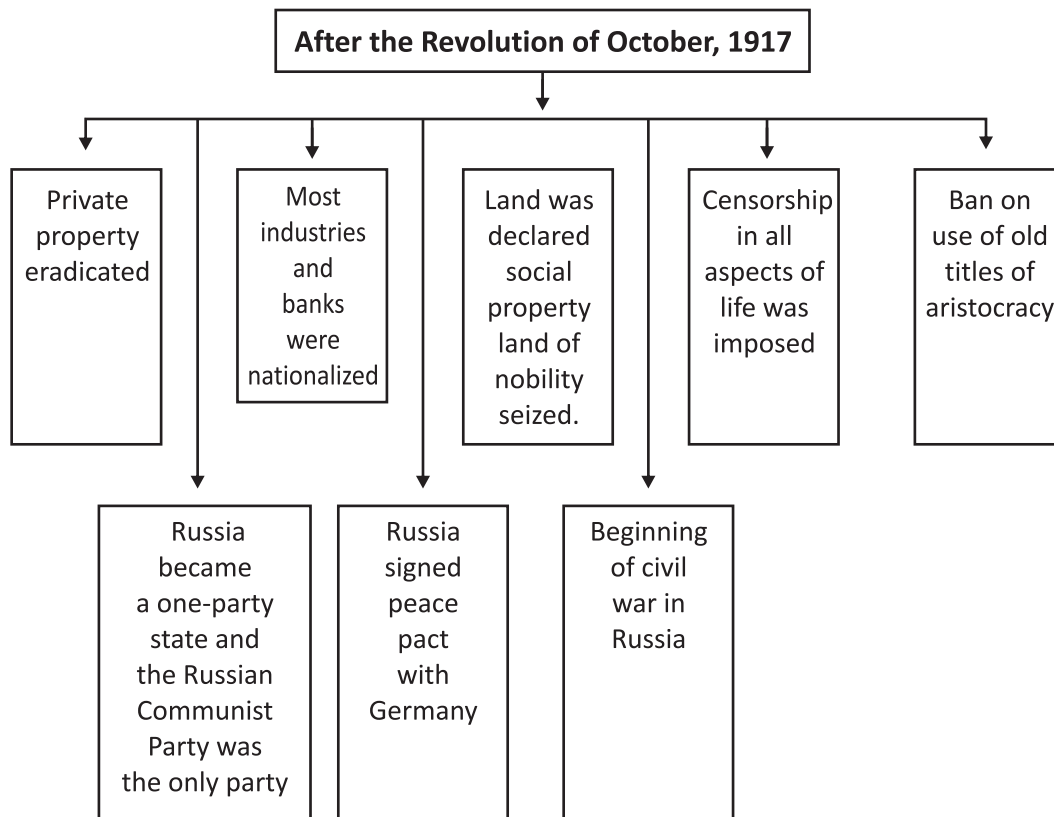 After the Revolution of October, 1917
Private
property
eradicated
Most
industries
and
banks
were
nationalized
Land was
declared
social
property
land of
nobility
seized.
Censorship
in all
aspects of
life was
imposed
Ban on
use of old
titles of
aristocracy
Russia
became
a one-party
state and
the Russian
Communist
Party was
the only party
Russia
signed
peace
pact
with
Germany
Beginning
of civil
war in
Russia